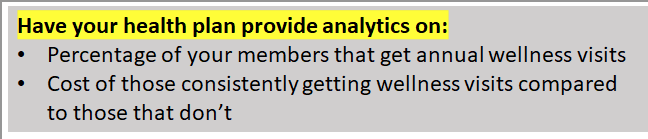 Have your health plan provide analytics on:
• Percentage of your members that get annual wellness visits
• Cost of those consistently getting wellness visits compared
to those that don’t